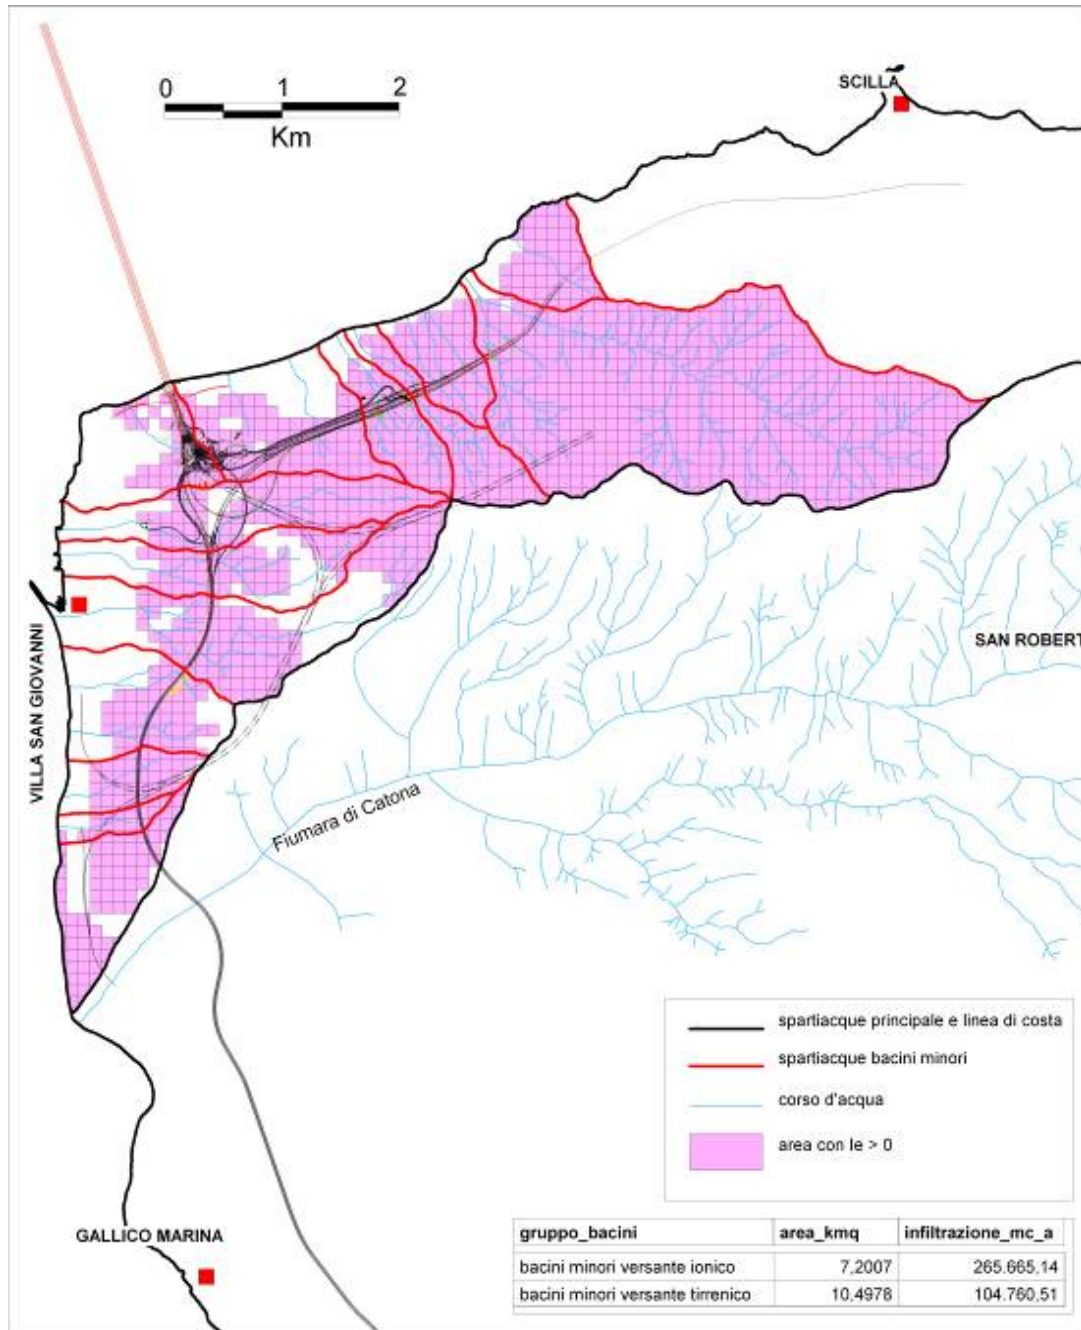 SCILLA
0 1 2
Km
SAN ROBERT
VILLA SAN GIOVANNI
Fiumara di Catona
spartiacque principale e linea di costa
spartiacque bacini minori
corso d'acqua
area con Ie > 0
GALLICO MARINA
gruppo_bacini area_kmq infiltrazione_mc_a
bacini minori versante ionico 7,2007 265.665,14
bacini minori versante tirrenico 10,4978 104.760,51